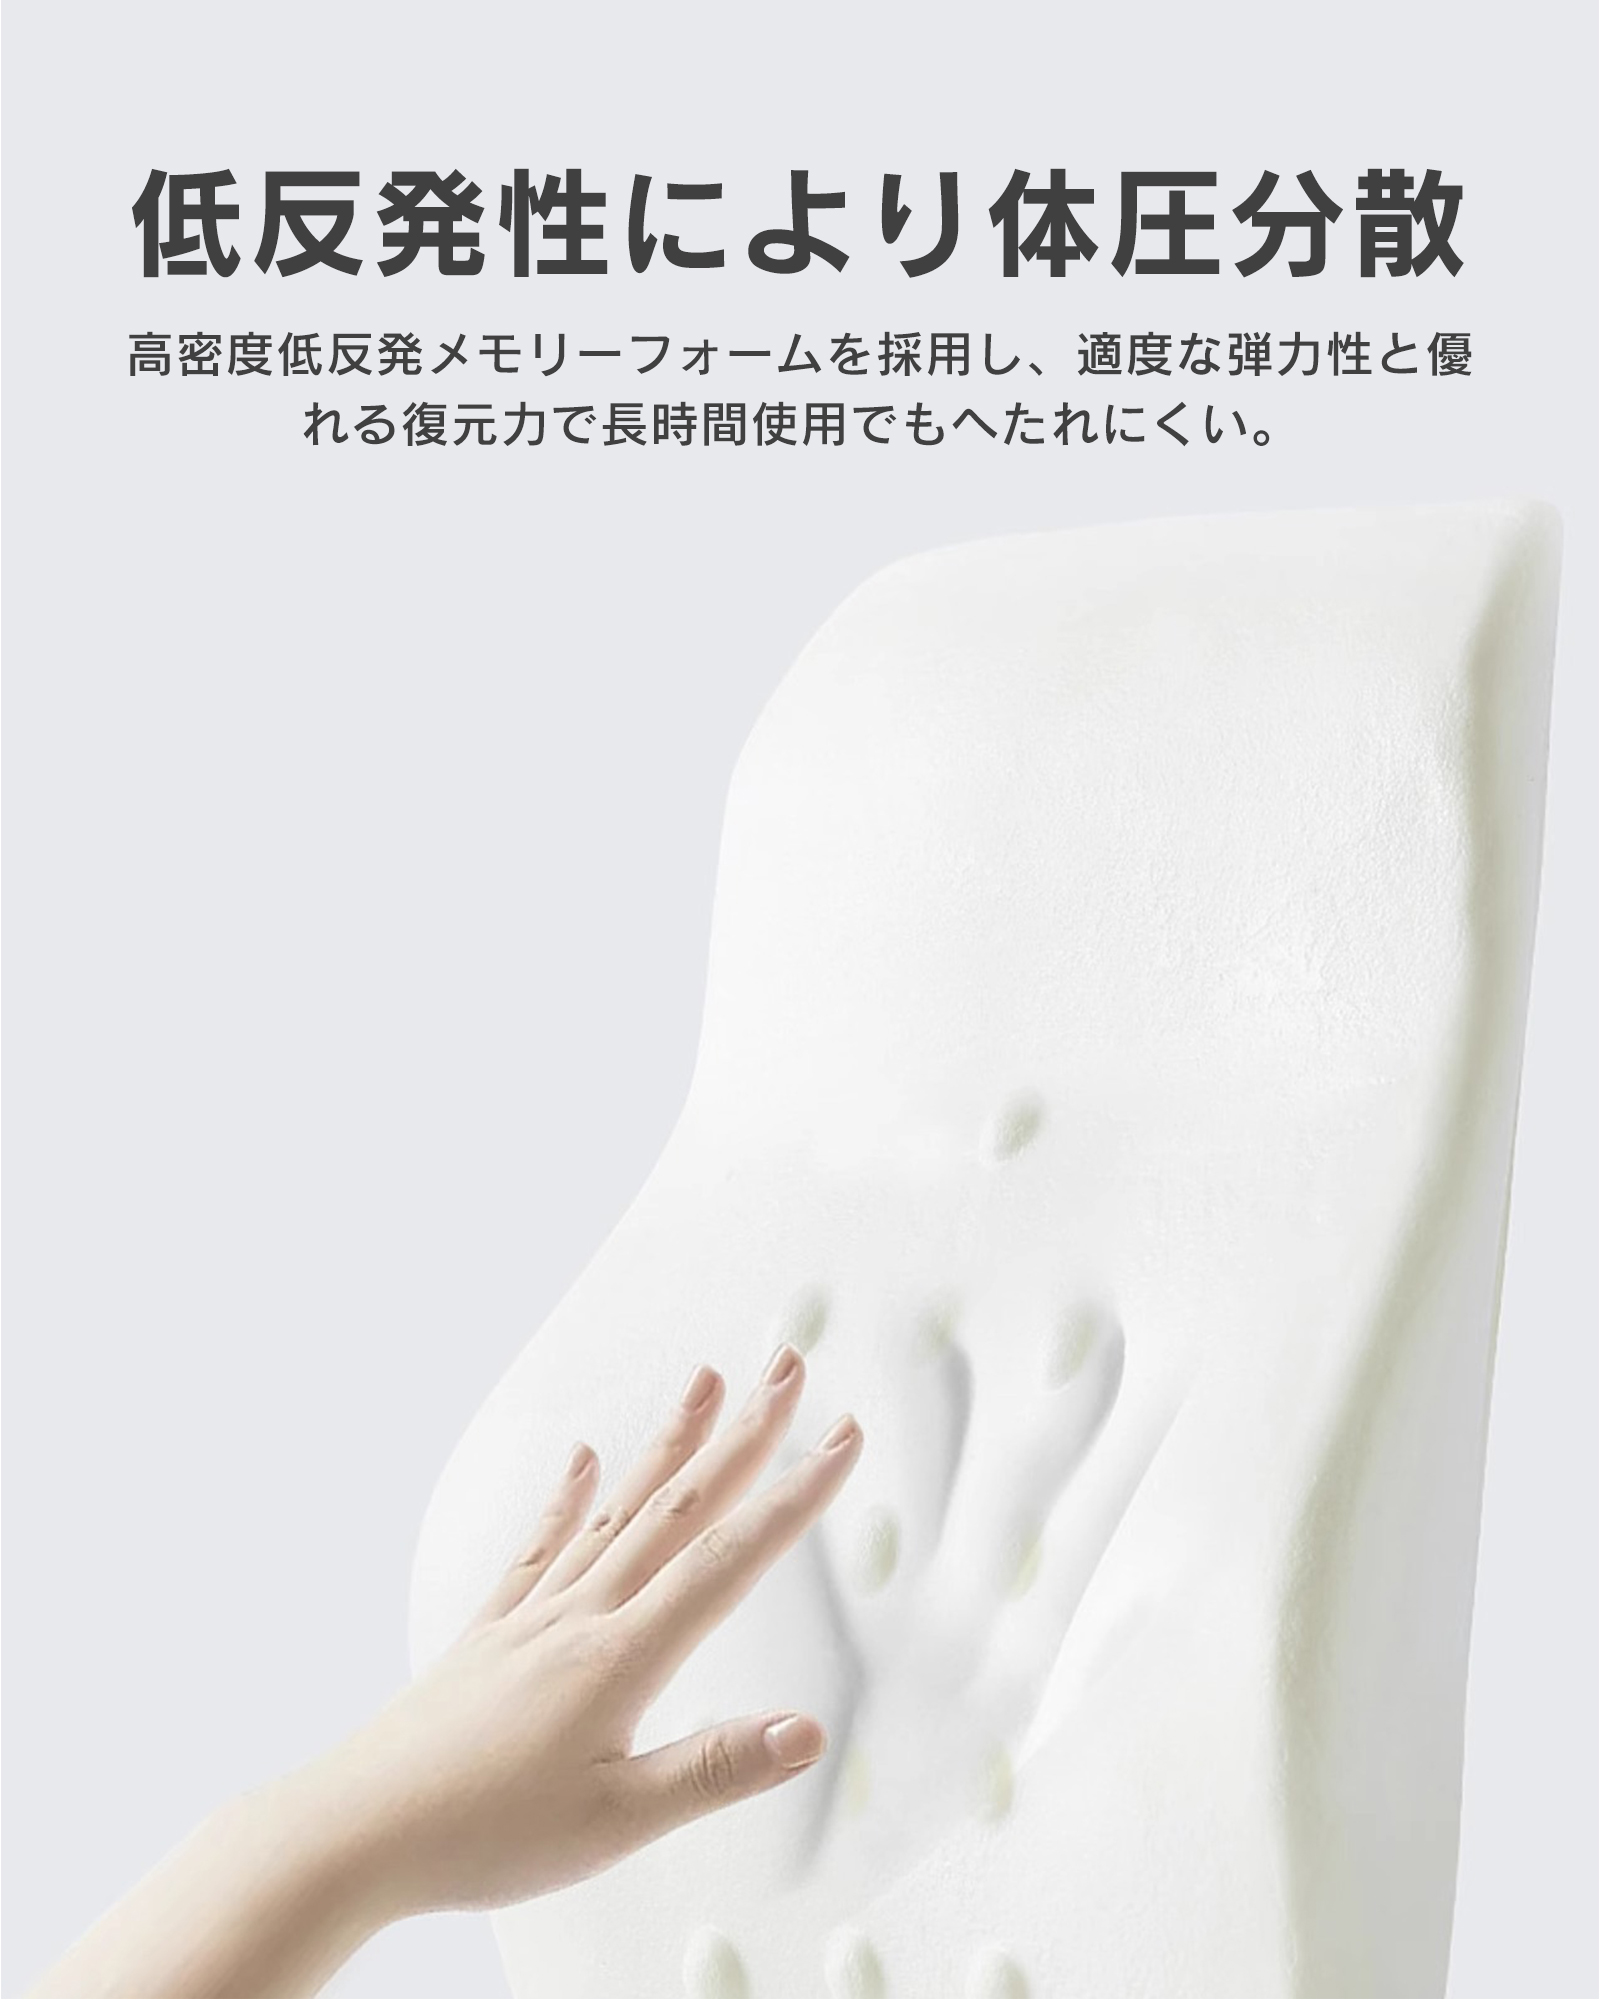 低反発性により体圧分散
高密度低反発メモリーフォームを採用し、適度な弾力性と優
れる復元力で長時間使用でもへたれにくい。